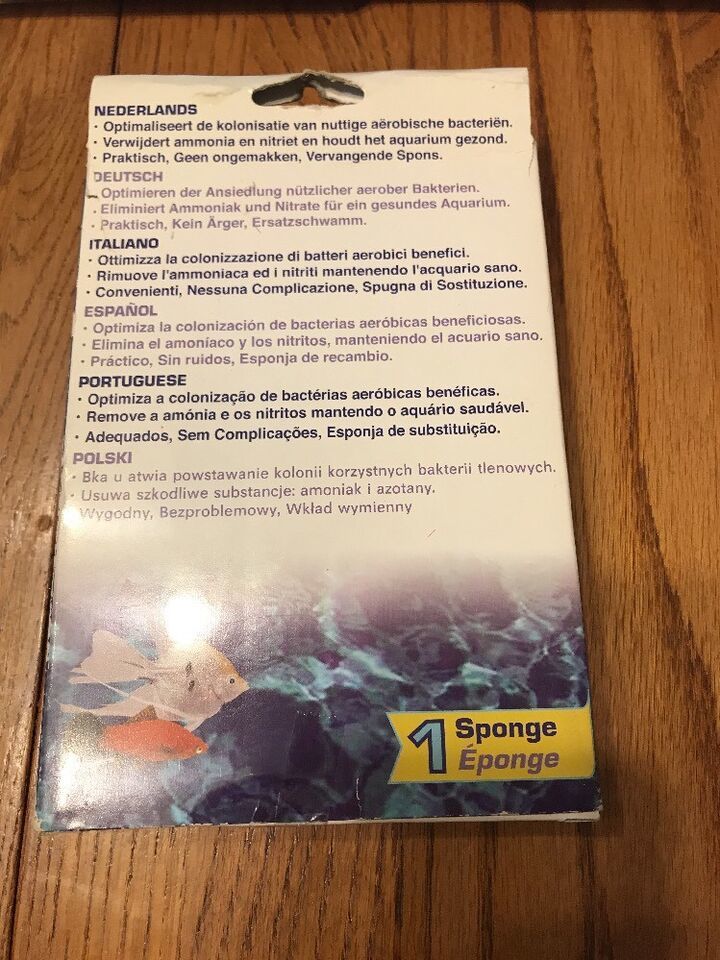 NEDERLANDS
· Optimaliseert de kolonisatie van nuttige aërobische bacteriën.
· Verwijdert ammonia en nitriet en houdt het aquarium gezond.
· Praktisch, Geen ongemakken, Vervangende Spons.
DEUTSCH
· Optimieren der Ansiedlung nützlicher aerober Bakterien.
· Eliminiert Ammoniak und Nitrate für ein gesundes Aquarium.
· Praktisch, Kein Ärger, Ersatzschwamm.
ITALIANO
· Ottimizza la colonizzazione di batteri aerobici benefici.
· Rimuove l'ammoniaca ed i nitriti mantenendo l'acquario sano.
· Convenienti, Nessuna Complicazione, Spugna di Sostituzione.
ESPAÑOL
· Optimiza la colonización de bacterias aeróbicas beneficiosas.
· Elimina el amoníaco y los nitritos, manteniendo el acuario sano.
· Práctico, Sin ruidos, Esponja de recambio.
PORTUGUESE
· Optimiza a colonização de bactérias aeróbicas benéficas.
· Remove a amónia e os nitritos mantendo o aquário saudável.
· Adequados, Sem Complicações, Esponja de substituição.
POLSKI
· Bka u atwia powstawanie kolonii korzystnych bakterii tlenowych.
· Usuwa szkodliwe substancje: amoniak i azotany.
· Wygodny, Bezproblemowy, Wkład wymienny
1 Sponge
Éponge